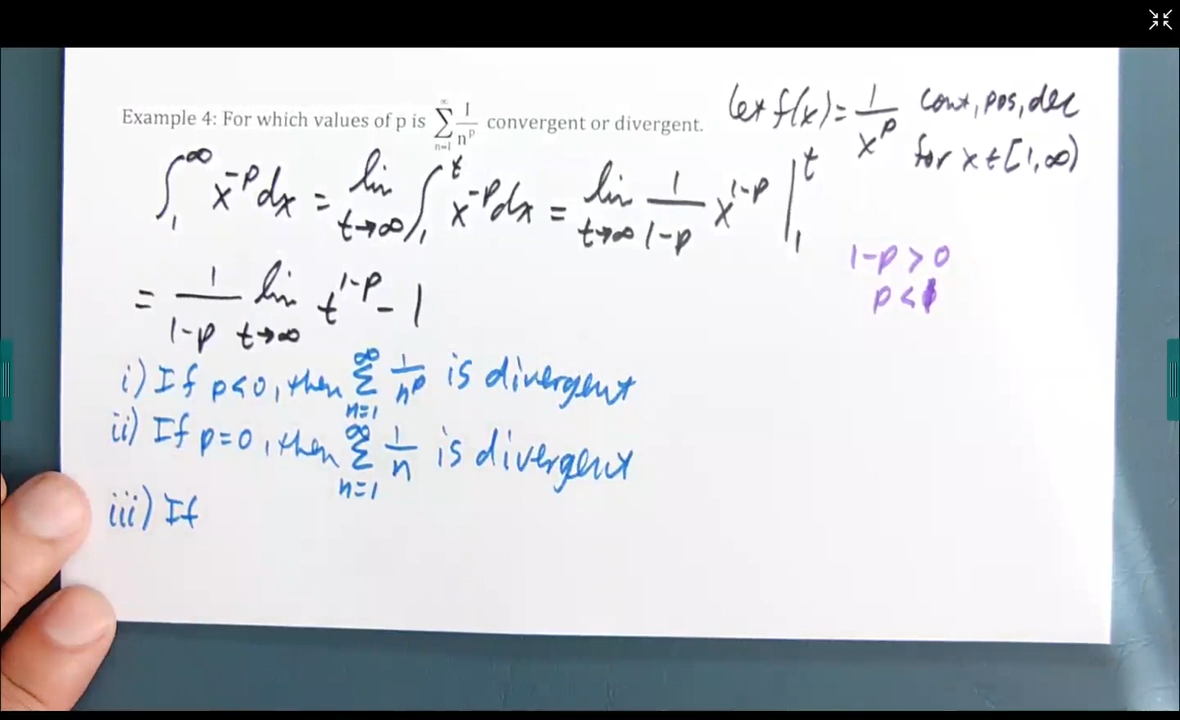 Example 4: For which values of p is ∑_{n=1}^{∞} 1/n^p convergent or divergent.
let f(x) = 1/x^p cont, pos, dec
for x ∈ [1,∞)
∫_1^∞ x^{-p} dx = lim_{t→∞} ∫_1^t x^{-p} dx = lim_{t→∞} 1/(1-p) x^{1-p} |_1^t
= 1/(1-p) lim_{t→∞} t^{1-p} - 1
1-p > 0
p < 1
i) If p < 0, then ∑_{n=1}^{∞} 1/n^p is divergent
ii) If p = 0, then ∑_{n=1}^{∞} 1/n is divergent
iii) If